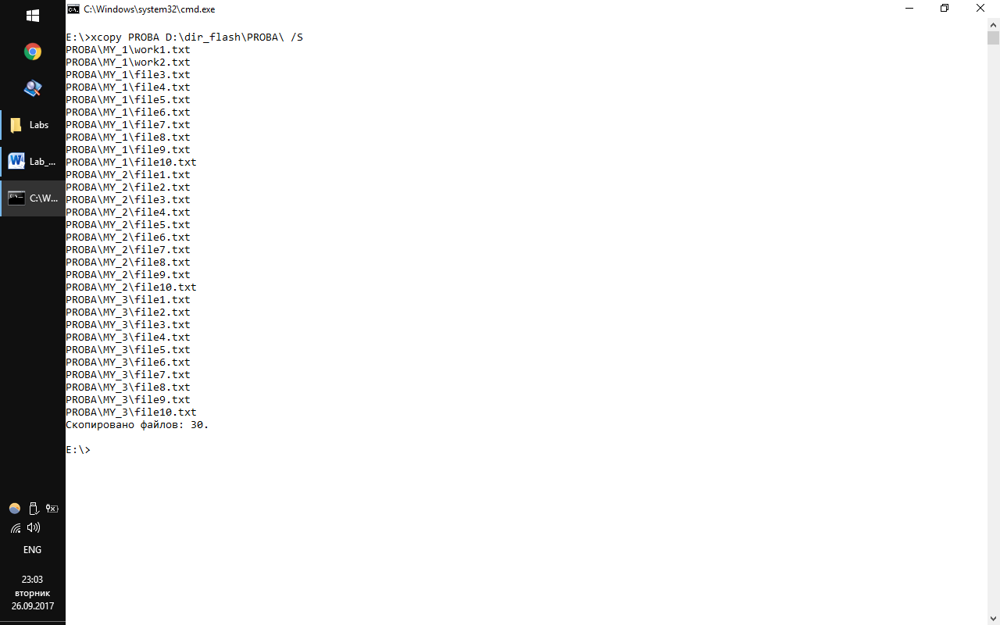 C:\Windows\system32\cmd.exe
E:\>xcopy PROBA D:\dir_flash\PROBA\ /S
PROBA\MY_1\work1.txt
PROBA\MY_1\work2.txt
PROBA\MY_1\file3.txt
PROBA\MY_1\file4.txt
PROBA\MY_1\file5.txt
PROBA\MY_1\file6.txt
PROBA\MY_1\file7.txt
PROBA\MY_1\file8.txt
PROBA\MY_1\file9.txt
PROBA\MY_1\file10.txt
PROBA\MY_2\file1.txt
PROBA\MY_2\file2.txt
PROBA\MY_2\file3.txt
PROBA\MY_2\file4.txt
PROBA\MY_2\file5.txt
PROBA\MY_2\file6.txt
PROBA\MY_2\file7.txt
PROBA\MY_2\file8.txt
PROBA\MY_2\file9.txt
PROBA\MY_2\file10.txt
PROBA\MY_3\file1.txt
PROBA\MY_3\file2.txt
PROBA\MY_3\file3.txt
PROBA\MY_3\file4.txt
PROBA\MY_3\file5.txt
PROBA\MY_3\file6.txt
PROBA\MY_3\file7.txt
PROBA\MY_3\file8.txt
PROBA\MY_3\file9.txt
PROBA\MY_3\file10.txt
Скопировано файлов: 30.
E:\>
Labs
Lab_...
C:\W...
ENG
23:03
вторник
26.09.2017